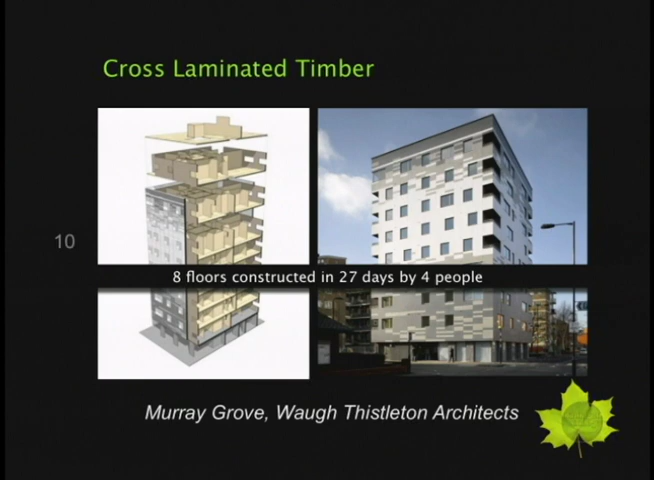 Cross Laminated Timber
10
8 floors constructed in 27 days by 4 people
Murray Grove, Waugh Thistleton Architects